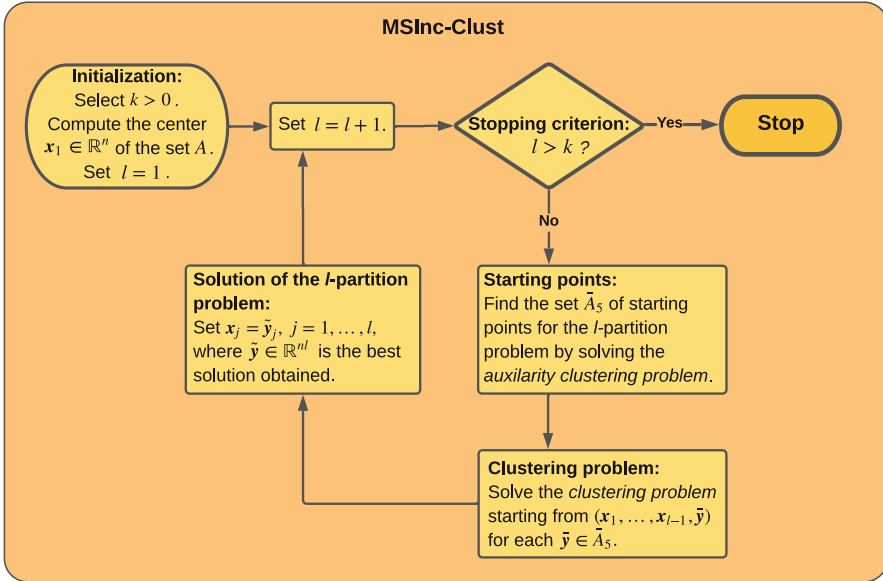 MSInc-Clust
Initialization:
Select k > 0 .
Compute the center
x₁ ∈ ℝⁿ of the set A.
Set l = 1 .
Set l = l + 1.
Stopping criterion:
l > k ?
Yes
Stop
No
Starting points:
Find the set Ā₅ of starting
points for the l-partition
problem by solving the
auxilarity clustering problem.
Clustering problem:
Solve the clustering problem
starting from (x₁, … , xₗ₋₁, ȳ)
for each ȳ ∈ Ā₅.
Solution of the l-partition
problem:
Set xⱼ = ỹⱼ, j = 1, … , l,
where ỹ ∈ ℝⁿˡ is the best
solution obtained.